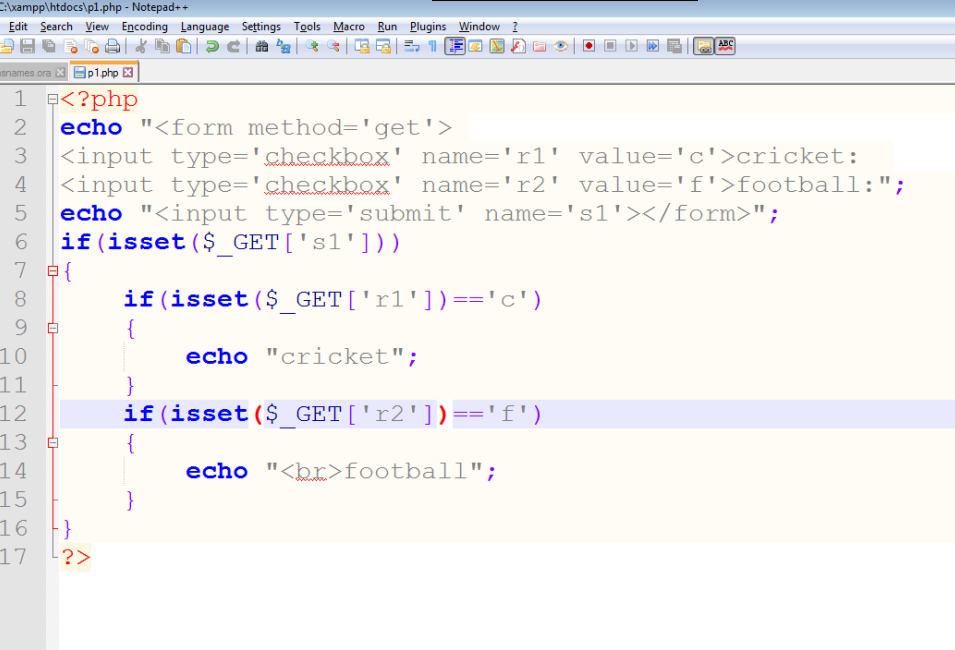 C:\xampp\htdocs\p1.php - Notepad++
Edit Search View Encoding Language Settings Tools Macro Run Plugins Window ?
ABC
snames.ora p1.php
1 <?php
2 echo "<form method='get'>
3 <input type='checkbox' name='r1' value='c'>cricket:
4 <input type='checkbox' name='r2' value='f'>football:";
5 echo "<input type='submit' name='s1'></form>";
6 if(isset($_GET['s1']))
7 {
8 if(isset($_GET['r1'])=='c')
9 {
10 echo "cricket";
11 }
12 if(isset($_GET['r2'])=='f')
13 {
14 echo "<br>football";
15 }
16 }
17 ?>